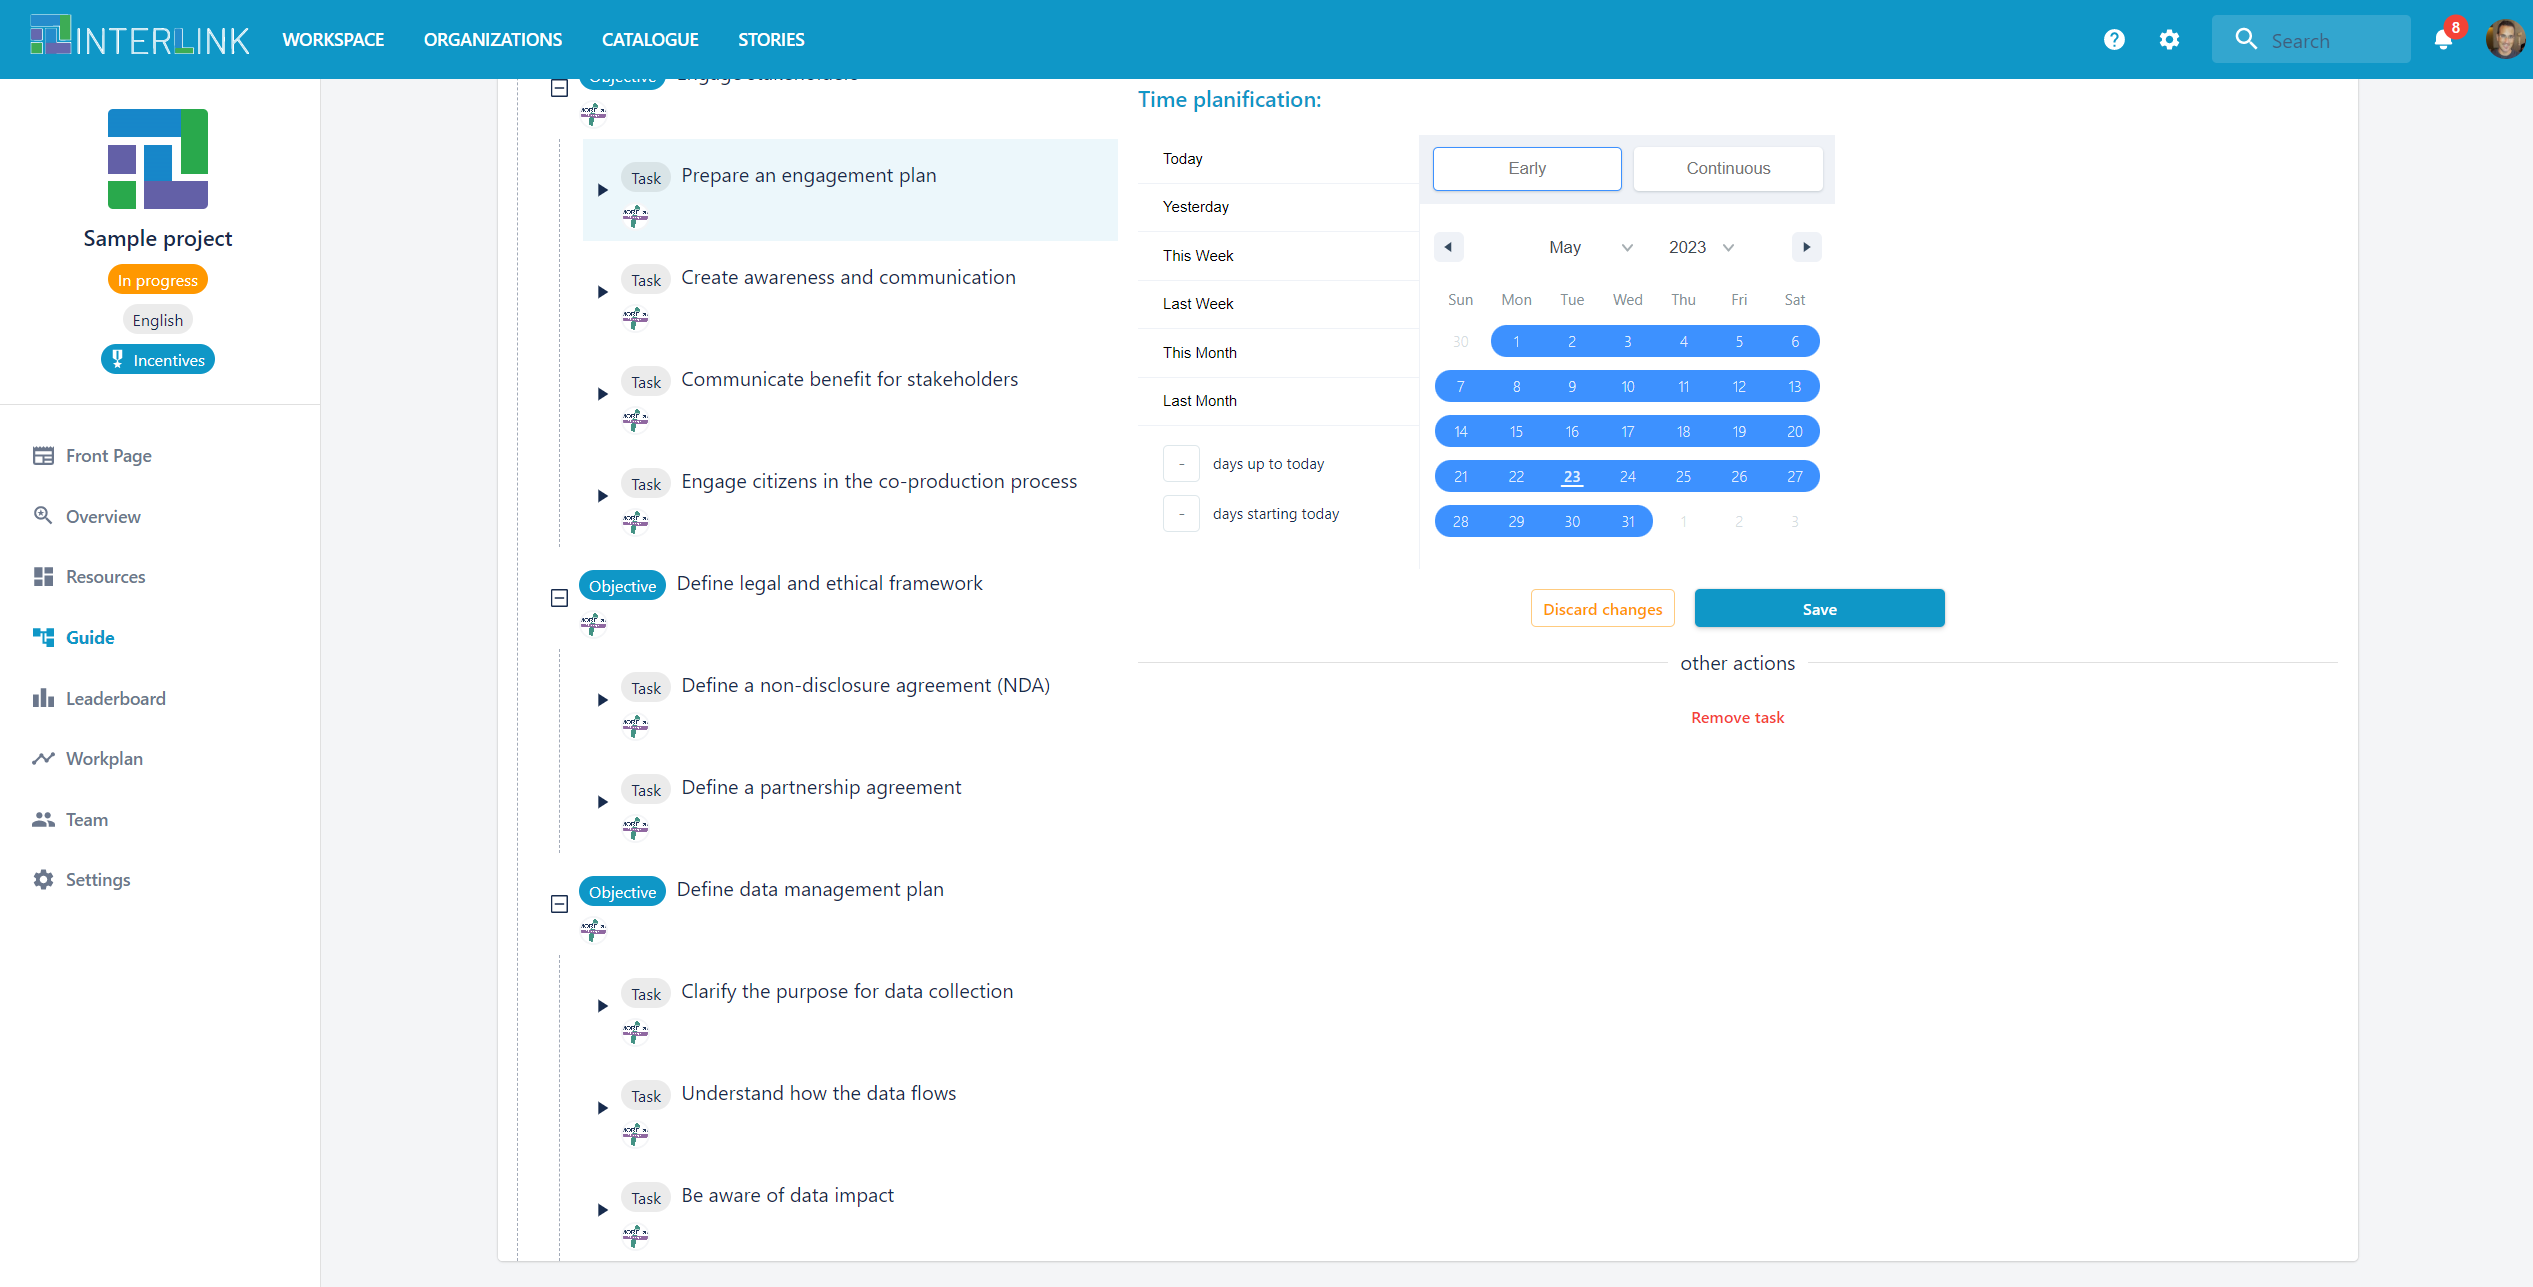 INTERLINK
WORKSPACE
ORGANIZATIONS
CATALOGUE
STORIES
Search
8
Sample project
In progress
English
Incentives
Front Page
Overview
Resources
Guide
Leaderboard
Workplan
Team
Settings
Objective Engage stakeholders
Task Prepare an engagement plan
Task Create awareness and communication
Task Communicate benefit for stakeholders
Task Engage citizens in the co-production process
Objective Define legal and ethical framework
Task Define a non-disclosure agreement (NDA)
Task Define a partnership agreement
Objective Define data management plan
Task Clarify the purpose for data collection
Task Understand how the data flows
Task Be aware of data impact
Time planification:
Today
Yesterday
This Week
Last Week
This Month
Last Month
- days up to today
- days starting today
Early Continuous
May 2023
Sun Mon Tue Wed Thu Fri Sat
30 1 2 3 4 5 6
7 8 9 10 11 12 13
14 15 16 17 18 19 20
21 22 23 24 25 26 27
28 29 30 31 1 2 3
Discard changes Save
other actions
Remove task